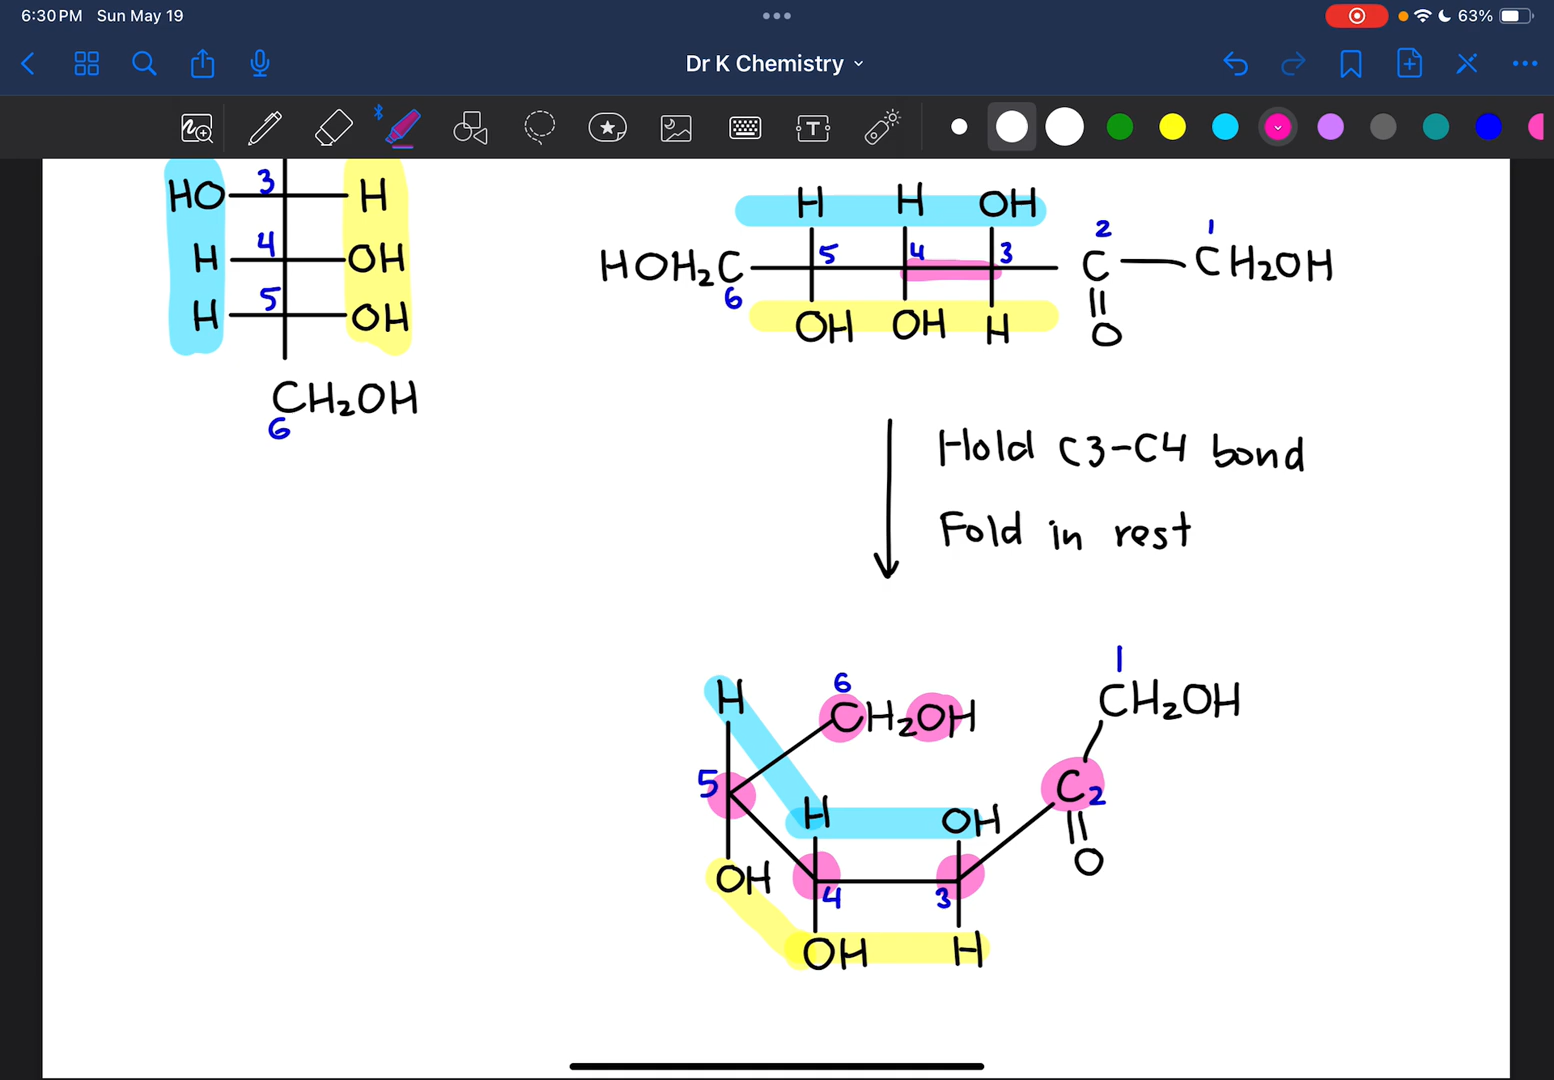 6:30 PM Sun May 19
63%
Dr K Chemistry
HO 3 H
H 4 OH
H 5 OH
CH₂OH
6
H H OH
HOH₂C 5 4 3 C 2 CH₂OH 1
6
OH OH H O
Hold C3-C4 bond
Fold in rest
1
H 6 CH₂OH
CH₂OH
5 C 2
H OH
O
OH 4 3
OH H